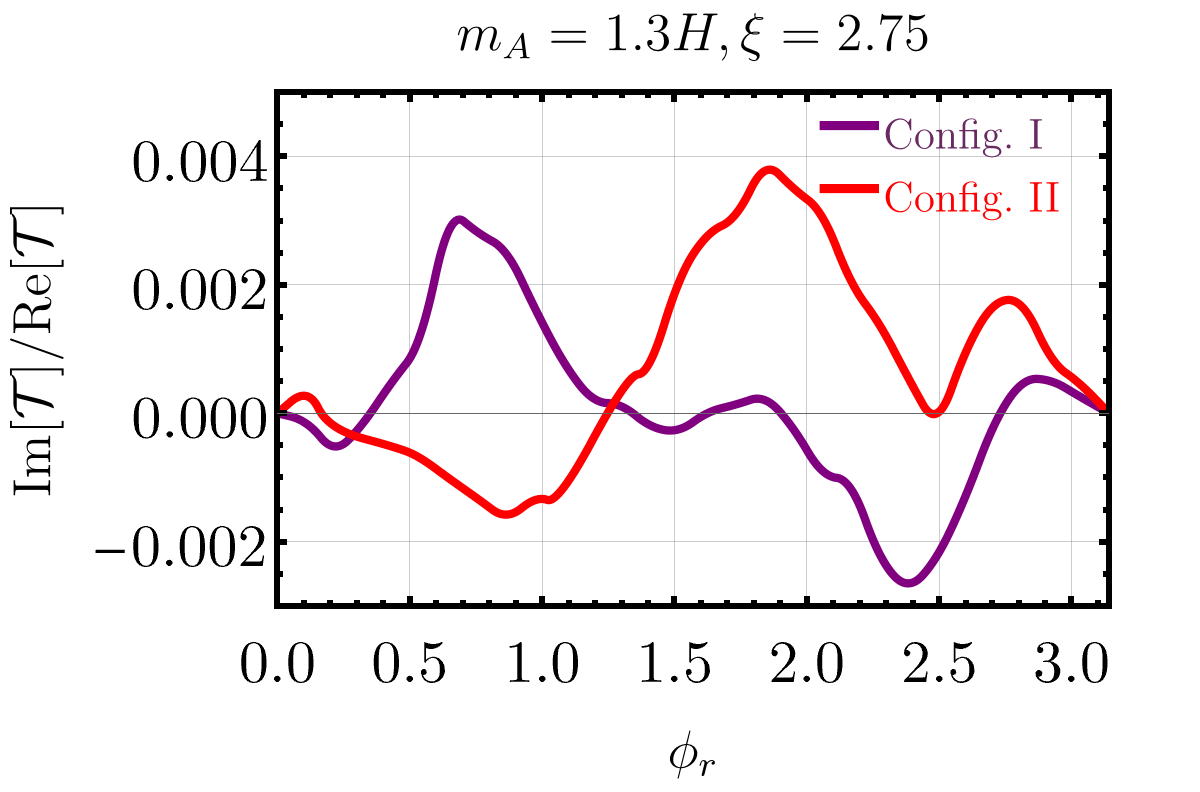 m_A = 1.3H, ξ = 2.75
Config. I
Config. II
Im[𝒯]/Re[𝒯]
0.004
0.002
0.000
−0.002
0.0 0.5 1.0 1.5 2.0 2.5 3.0
ϕ_r